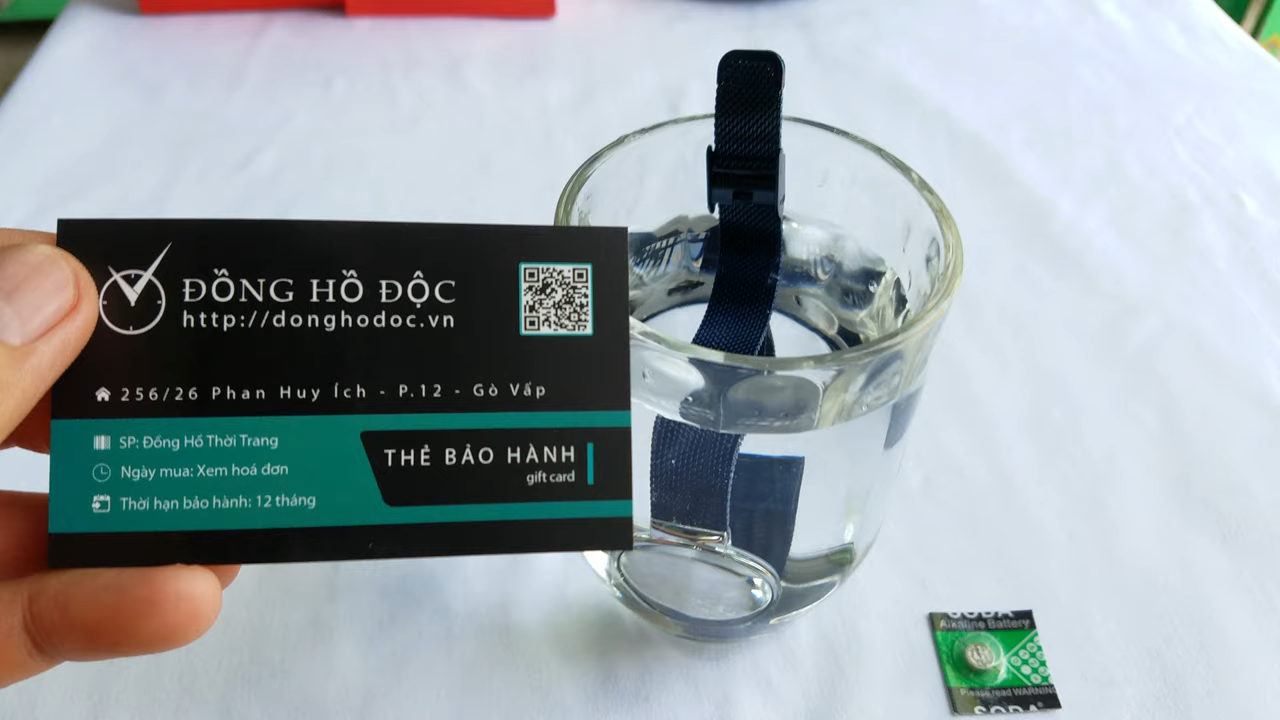 ĐỒNG HỒ ĐỘC
http://donghodoc.vn
256/26 Phan Huy Ích - P.12 - Gò Vấp
SP: Đồng Hồ Thời Trang
Ngày mua: Xem hoá đơn
Thời hạn bảo hành: 12 tháng
THẺ BẢO HÀNH
gift card
SODA
Alkaline Battery
Please read WARNING
SODA